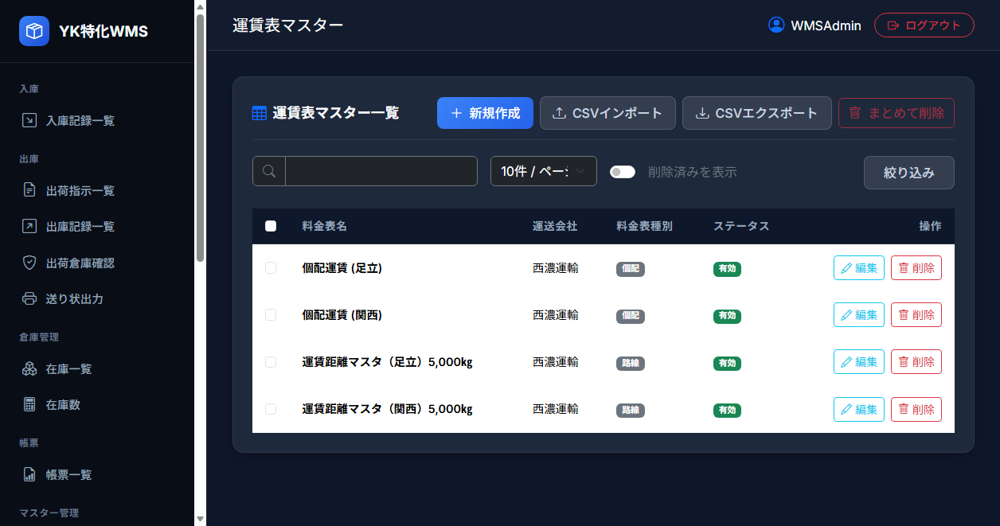 YK特化WMS
運賃表マスター
WMSAdmin
ログアウト
入庫
入庫記録一覧
出庫
出荷指示一覧
出庫記録一覧
出荷倉庫確認
送り状出力
倉庫管理
在庫一覧
在庫数
帳票
帳票一覧
マスター管理
運賃表マスター一覧
新規作成
CSVインポート
CSVエクスポート
まとめて削除
10件 / ペー
削除済みを表示
絞り込み
料金表名 運送会社 料金表種別 ステータス 操作
個配運賃 (足立) 西濃運輸 個配 有効 編集 削除
個配運賃 (関西) 西濃運輸 個配 有効 編集 削除
運賃距離マスタ（足立）5,000㎏ 西濃運輸 路線 有効 編集 削除
運賃距離マスタ（関西）5,000㎏ 西濃運輸 路線 有効 編集 削除